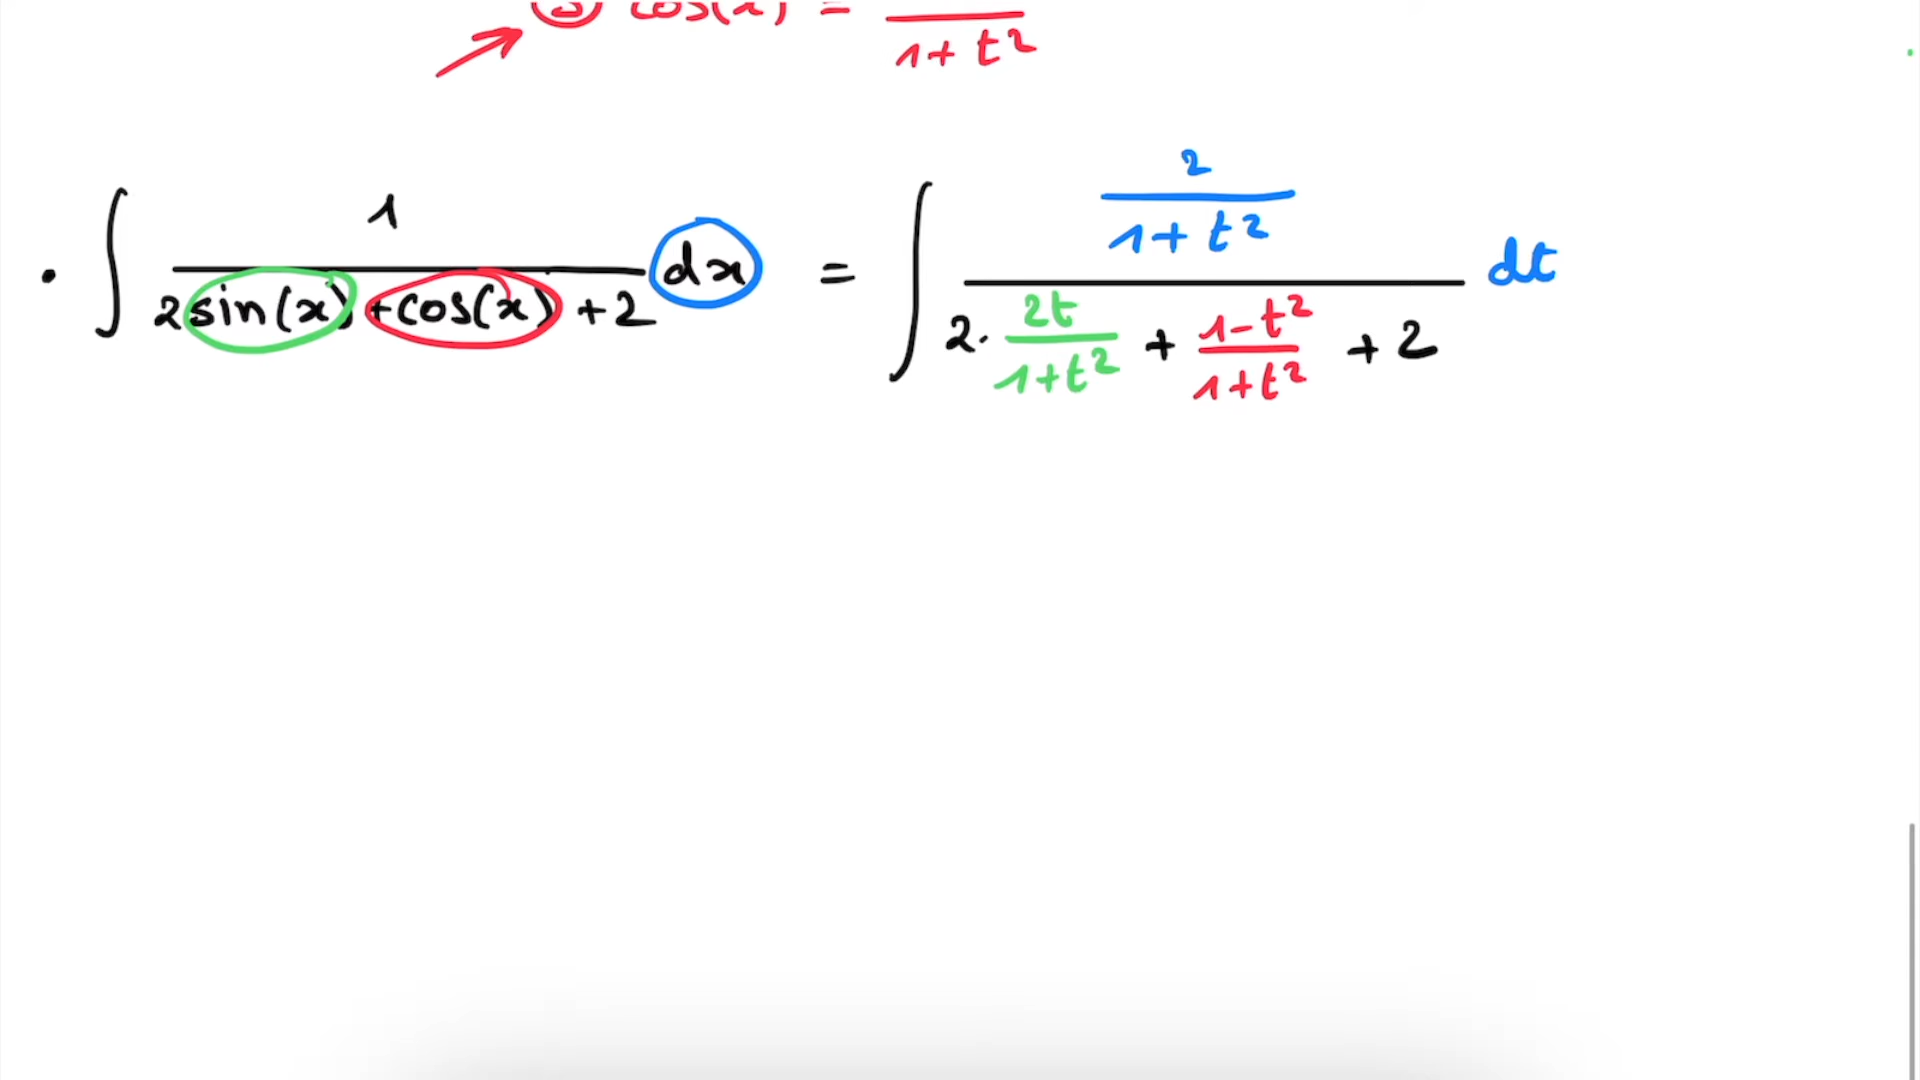 ③ cos(x) = ─── / 1+t²
• ∫ 1 / (2sin(x) + cos(x) + 2) dx = ∫ (2 / (1+t²)) / (2· 2t/(1+t²) + (1-t²)/(1+t²) + 2) dt